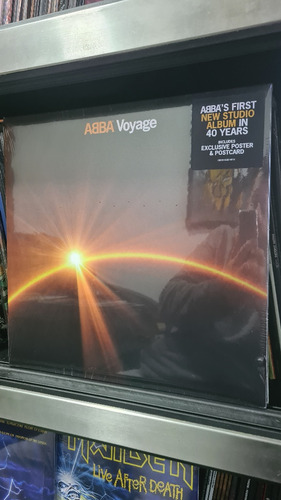 ABBA Voyage
ABBA'S FIRST
NEW STUDIO
ALBUM IN
40 YEARS
INCLUDES
EXCLUSIVE POSTER
& POSTCARD
MAIDEN
LIVE AFTER DEATH